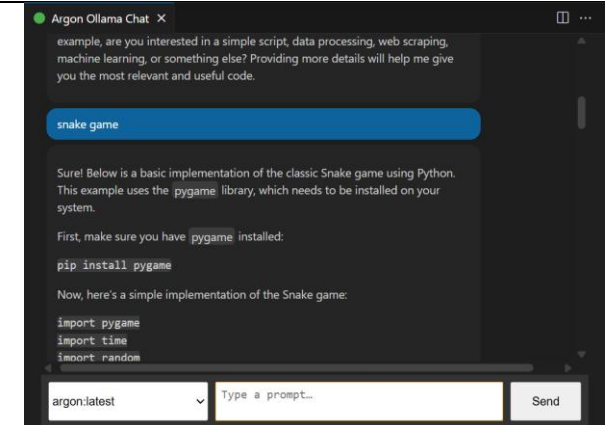 Argon Ollama Chat
example, are you interested in a simple script, data processing, web scraping,
machine learning, or something else? Providing more details will help me give
you the most relevant and useful code.
snake game
Sure! Below is a basic implementation of the classic Snake game using Python.
This example uses the pygame library, which needs to be installed on your
system.
First, make sure you have pygame installed:
pip install pygame
Now, here's a simple implementation of the Snake game:
import pygame
import time
import random
argon:latest
Type a prompt…
Send